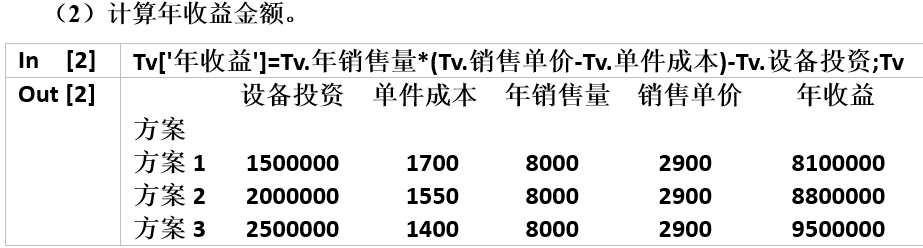 （2）计算年收益金额。
In [2] Tv['年收益']=Tv.年销售量*(Tv.销售单价-Tv.单件成本)-Tv.设备投资;Tv
Out [2] 设备投资 单件成本 年销售量 销售单价 年收益
方案
方案 1 1500000 1700 8000 2900 8100000
方案 2 2000000 1550 8000 2900 8800000
方案 3 2500000 1400 8000 2900 9500000